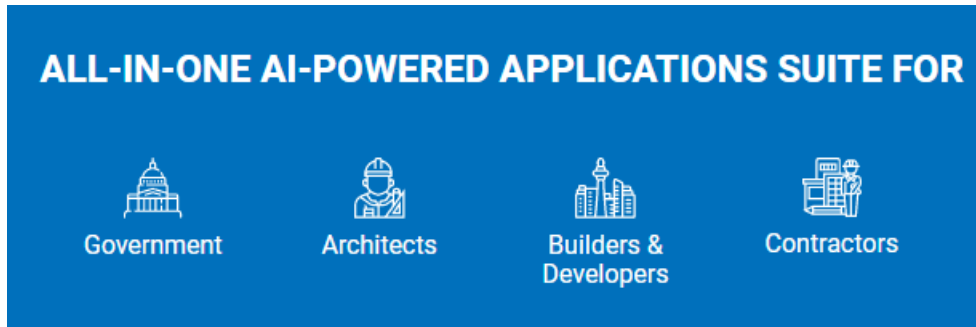 ALL-IN-ONE AI-POWERED APPLICATIONS SUITE FOR
Government
Architects
Builders &
Developers
Contractors